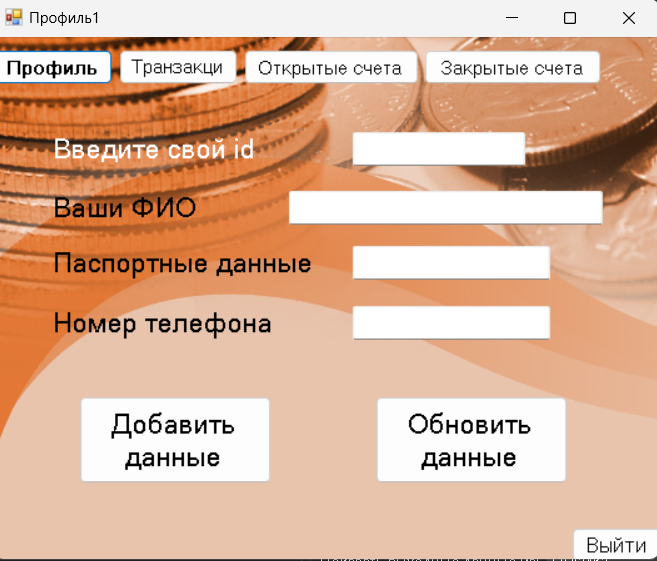 Профиль1
Профиль Транзакци Открытые счета Закрытые счета
Введите свой id
Ваши ФИО
Паспортные данные
Номер телефона
Добавить данные
Обновить данные
Выйти